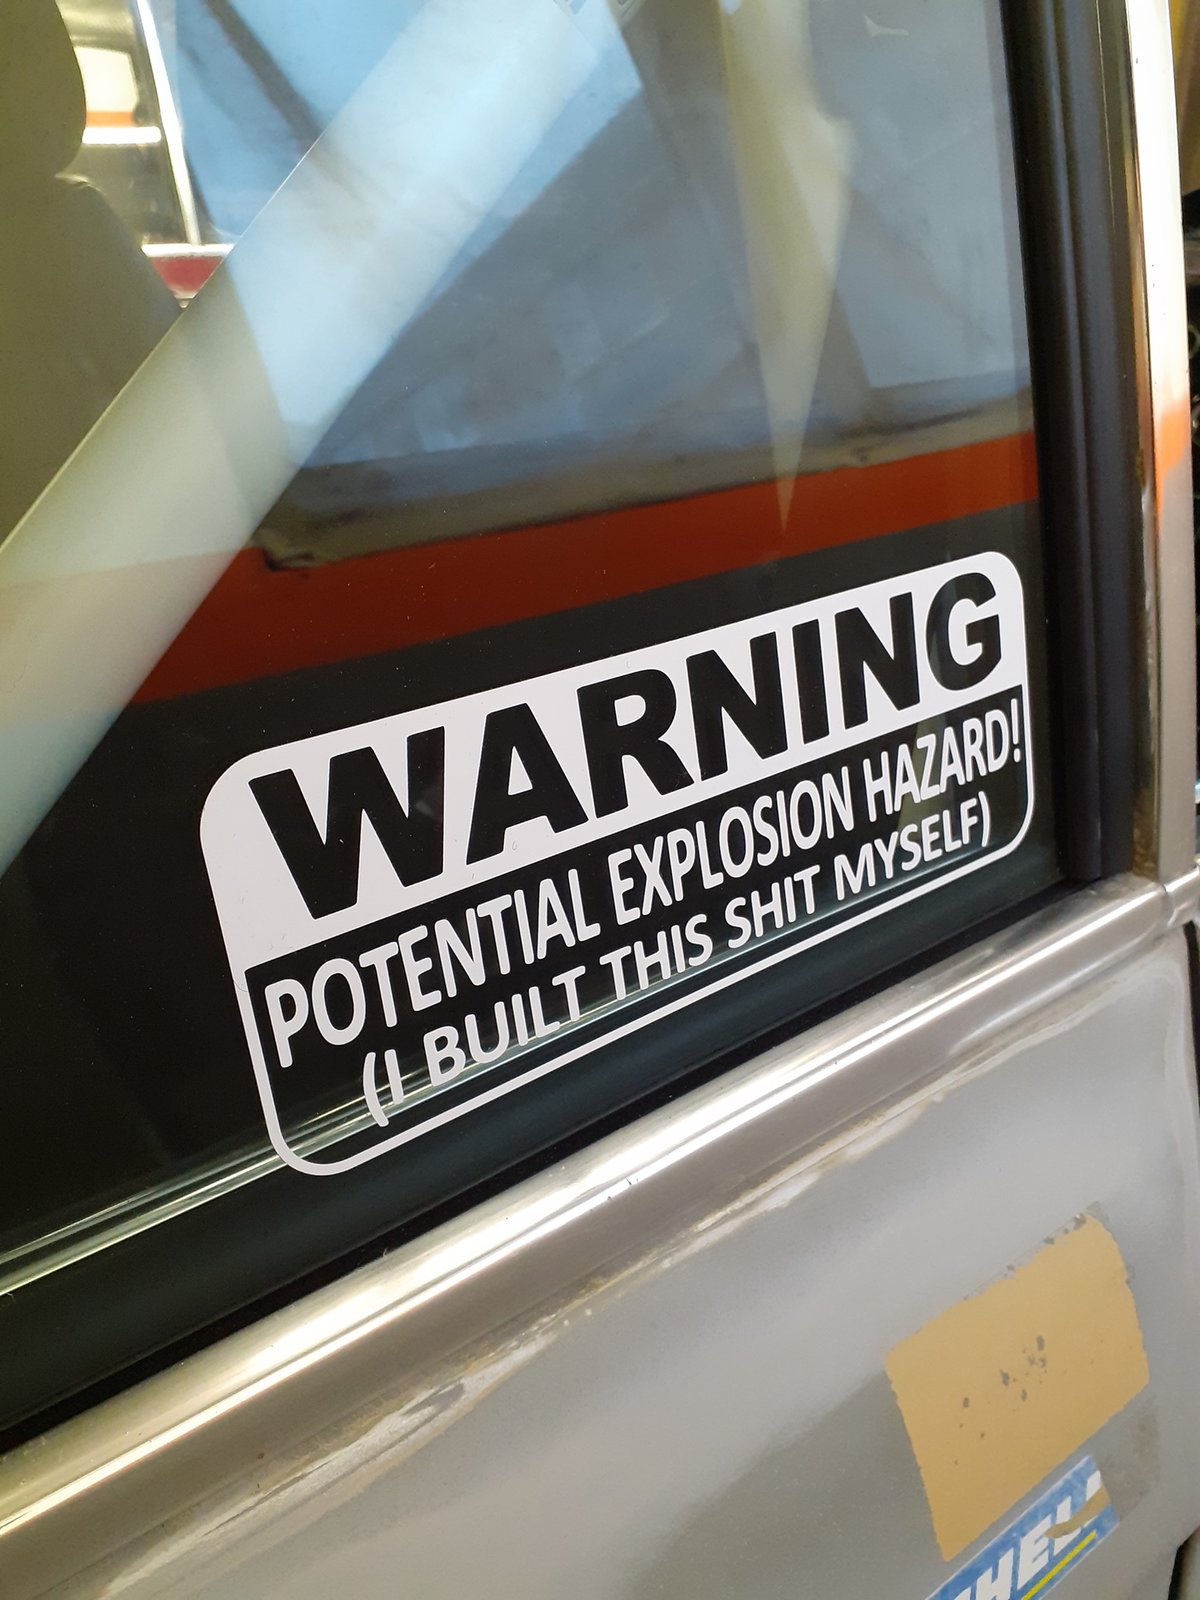 WARNING
POTENTIAL EXPLOSION HAZARD!
(I BUILT THIS SHIT MYSELF)